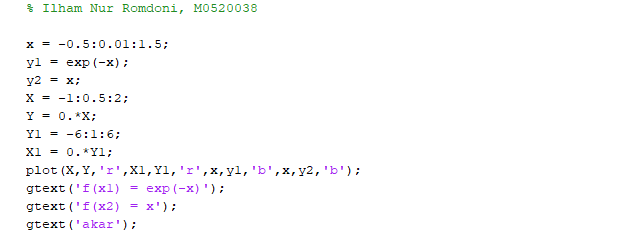 % Ilham Nur Romdoni, M0520038
x = -0.5:0.01:1.5;
y1 = exp(-x);
y2 = x;
X = -1:0.5:2;
Y = 0.*X;
Y1 = -6:1:6;
X1 = 0.*Y1;
plot(X,Y,'r',X1,Y1,'r',x,y1,'b',x,y2,'b');
gtext('f(x1) = exp(-x)');
gtext('f(x2) = x');
gtext('akar');